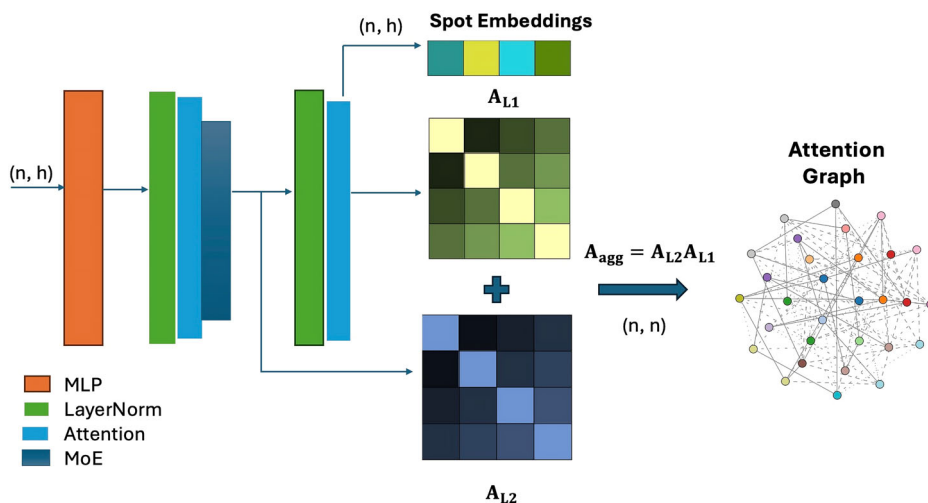 (n, h)
Spot Embeddings
A_L1
(n, h)
Attention
Graph
A_agg = A_L2A_L1
(n, n)
MLP
LayerNorm
Attention
MoE
A_L2